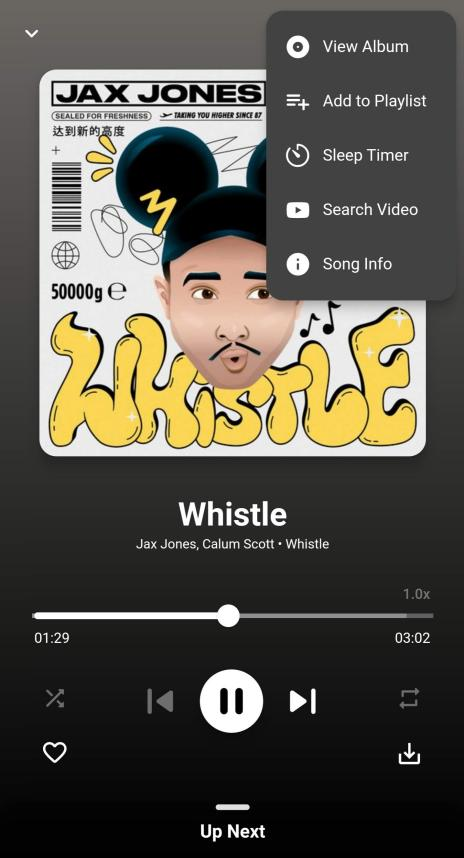 View Album
Add to Playlist
Sleep Timer
Search Video
Song Info
JAX JONES
SEALED FOR FRESHNESS
TAKING YOU HIGHER SINCE 87
达到新的高度
50000g e
WHISTLE
Whistle
Jax Jones, Calum Scott • Whistle
1.0x
01:29
03:02
Up Next